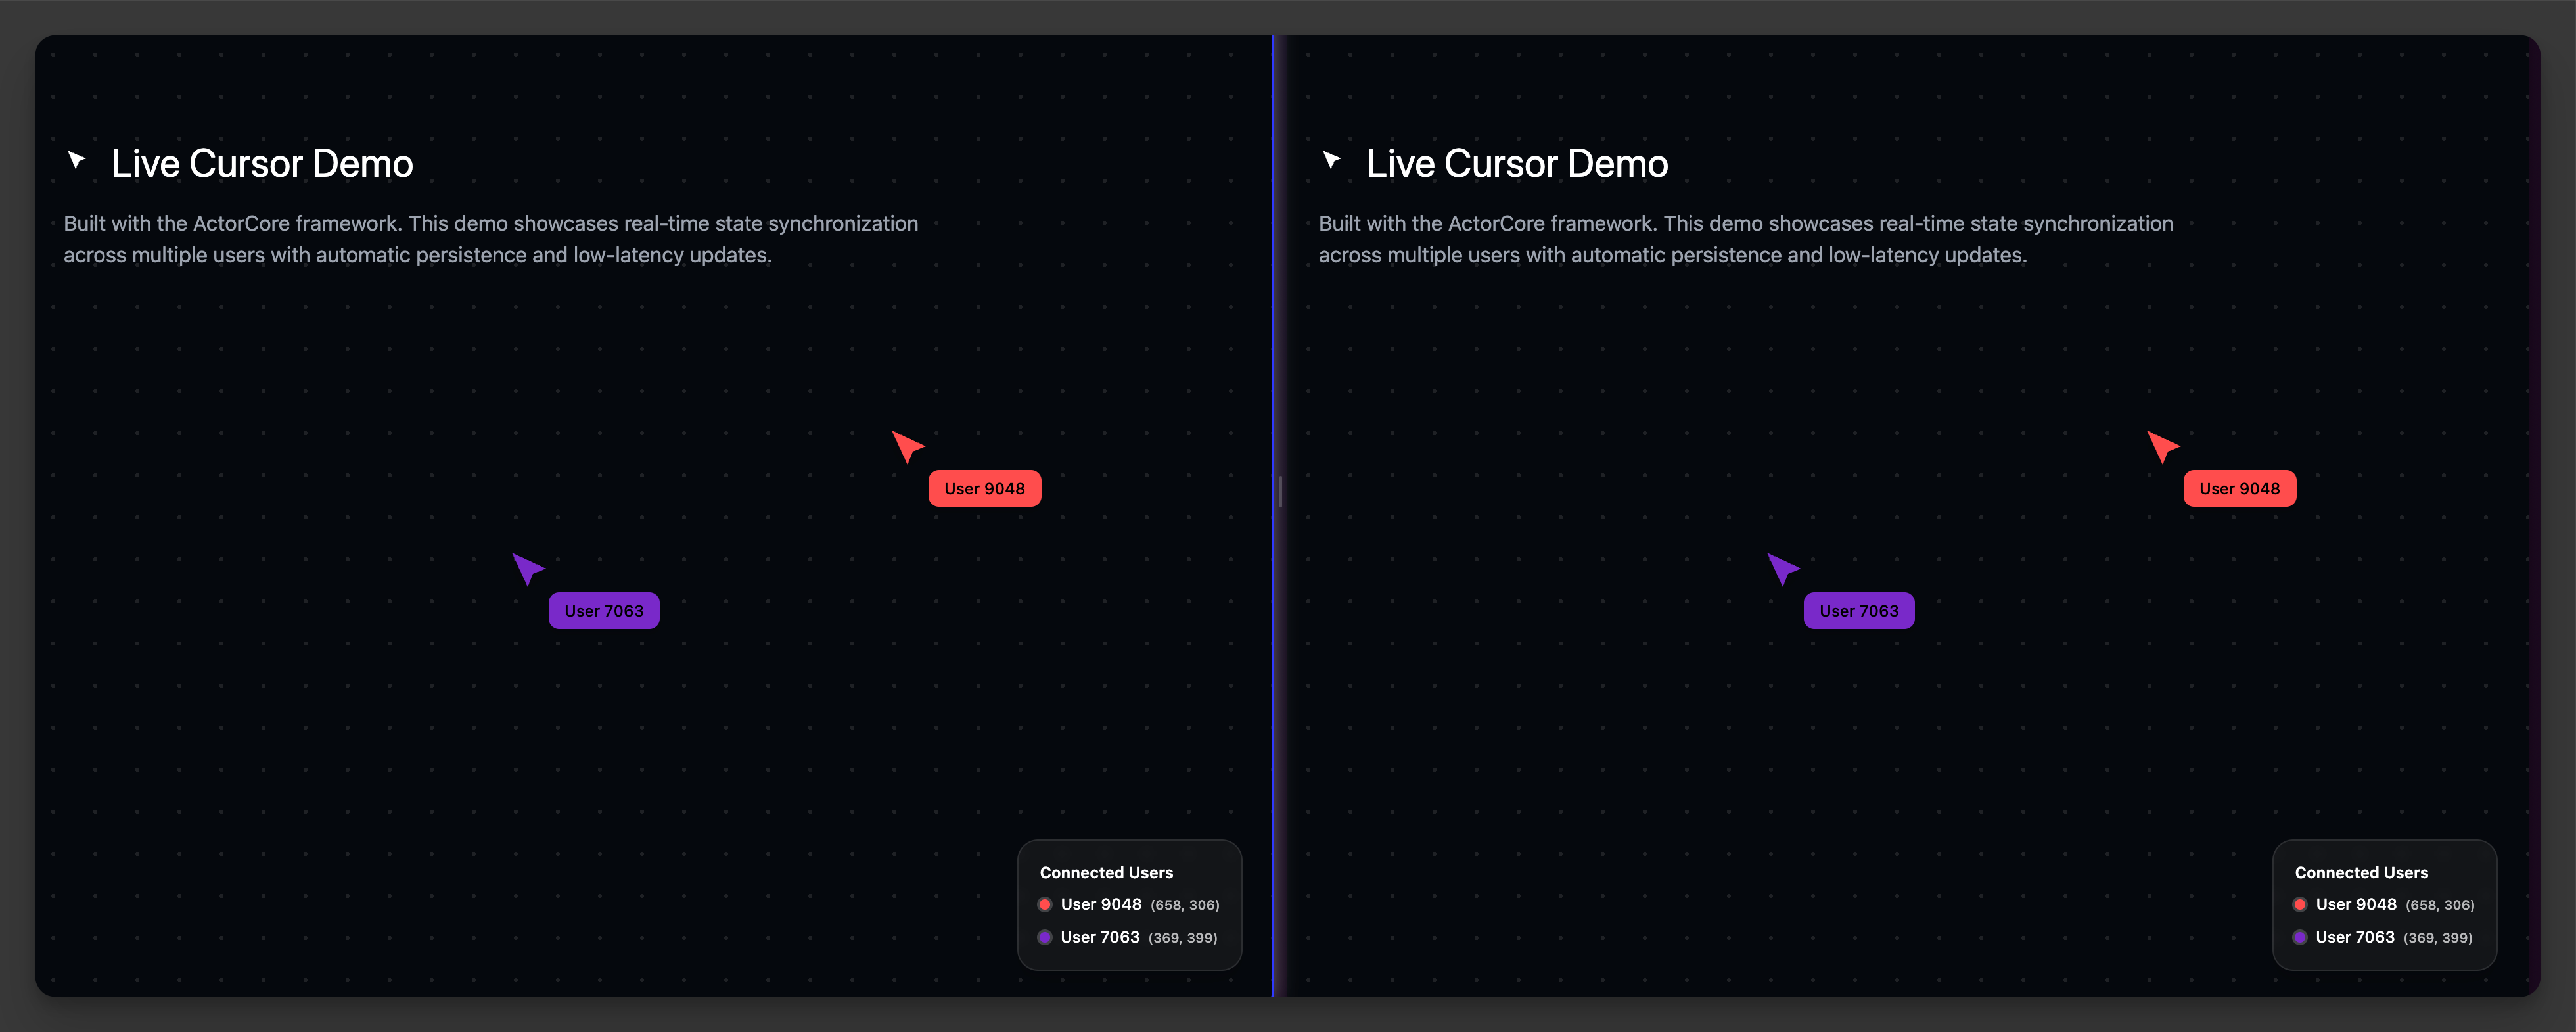 Live Cursor Demo
Built with the ActorCore framework. This demo showcases real-time state synchronization
across multiple users with automatic persistence and low-latency updates.
User 9048
User 7063
Connected Users
User 9048 (658, 306)
User 7063 (369, 399)
Live Cursor Demo
Built with the ActorCore framework. This demo showcases real-time state synchronization
across multiple users with automatic persistence and low-latency updates.
User 9048
User 7063
Connected Users
User 9048 (658, 306)
User 7063 (369, 399)